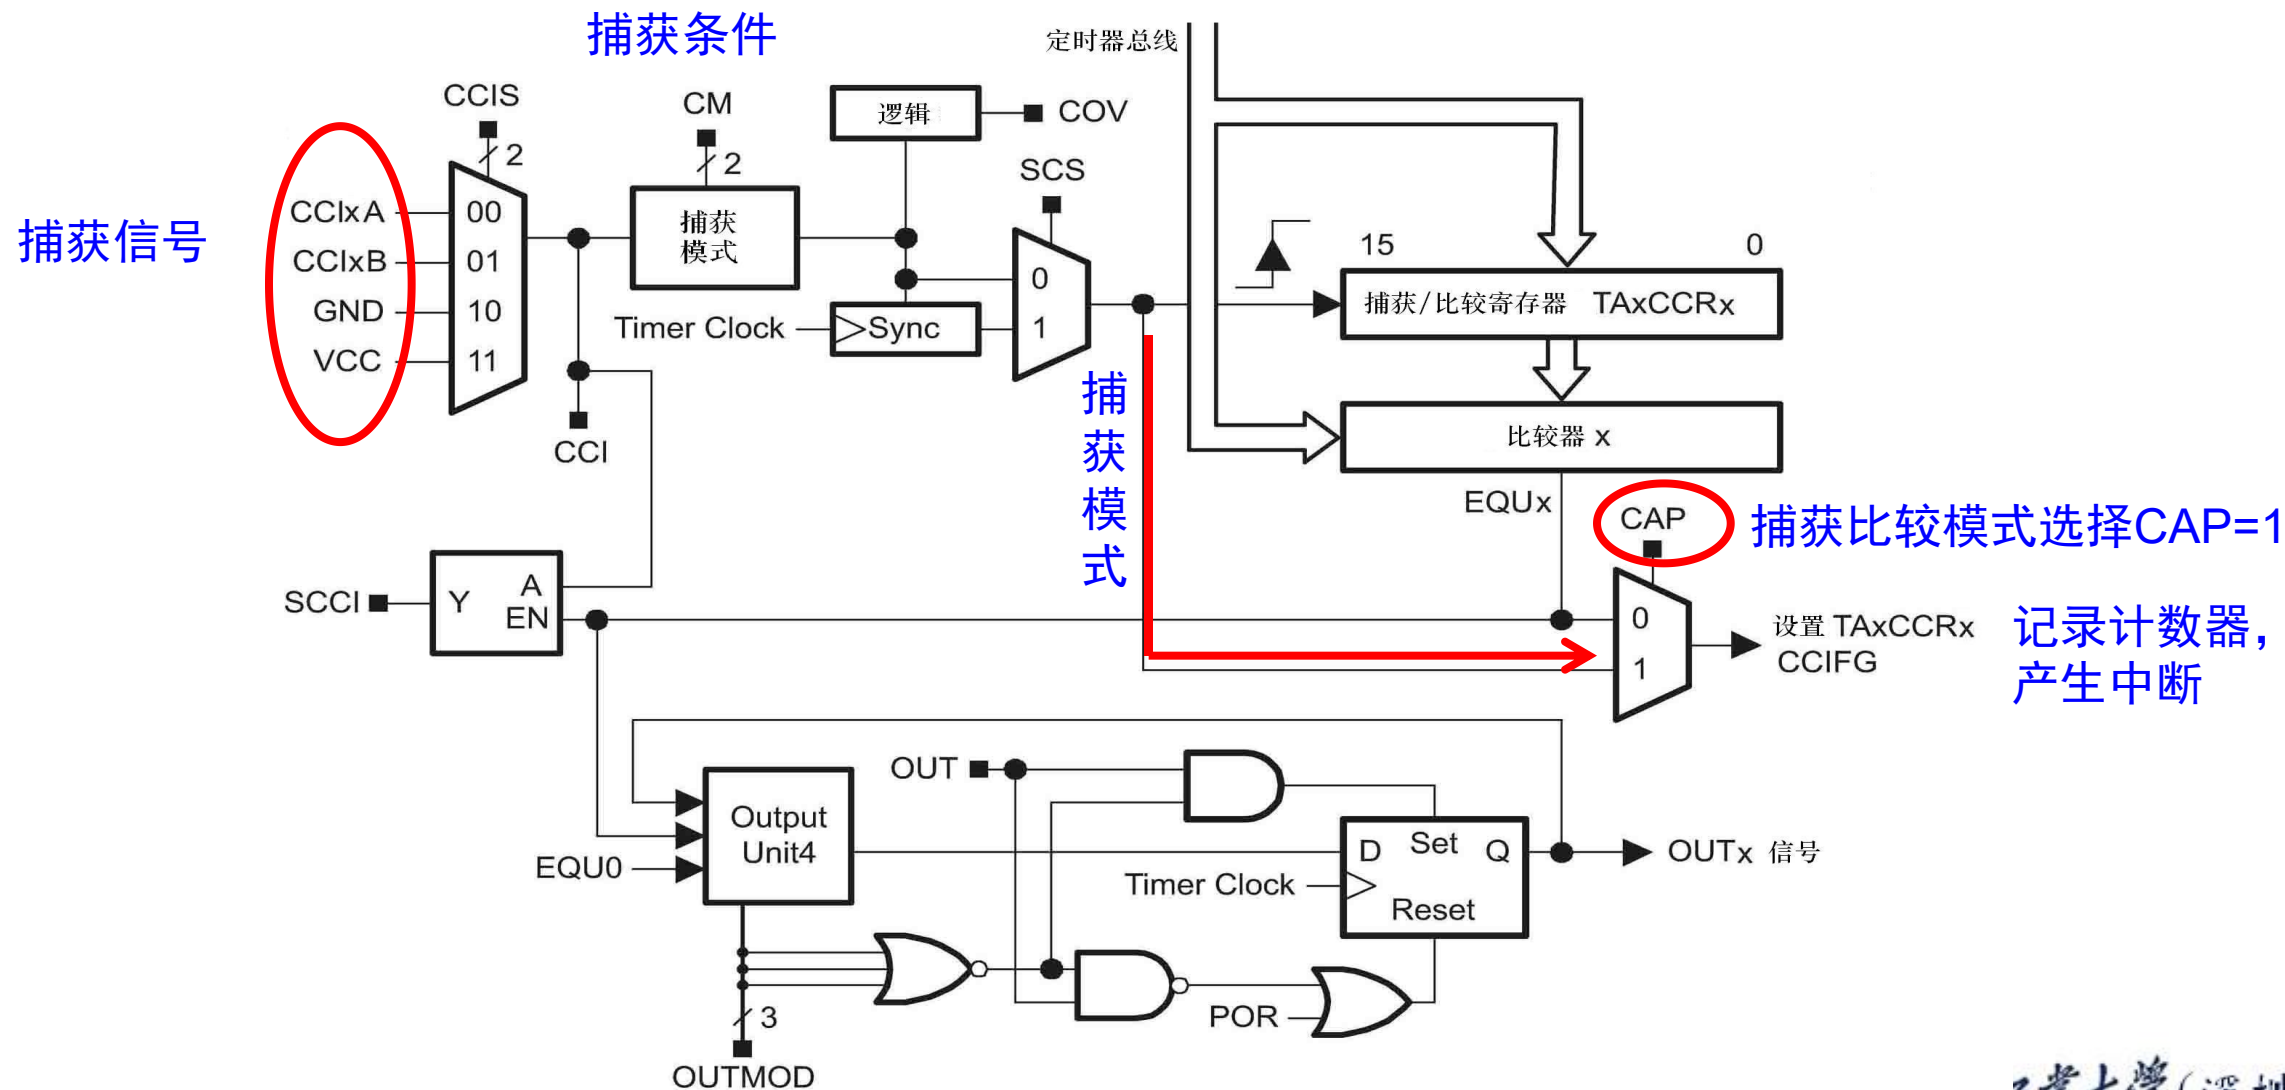 捕获条件
定时器总线
CCIS
2
CM
2
逻辑
COV
SCS
捕获信号
CCIxA
00
CCIxB
01
GND
10
VCC
11
捕获
模式
Timer Clock
Sync
0
1
15
0
捕获/比较寄存器 TAxCCRx
捕获模式
比较器 x
CCI
EQUx
CAP
捕获比较模式选择CAP=1
SCCI
Y
A
EN
0
1
设置 TAxCCRx
CCIFG
记录计数器，
产生中断
OUT
Output
Unit4
EQU0
D
Set
Q
Timer Clock
Reset
OUTx 信号
3
POR
OUTMOD